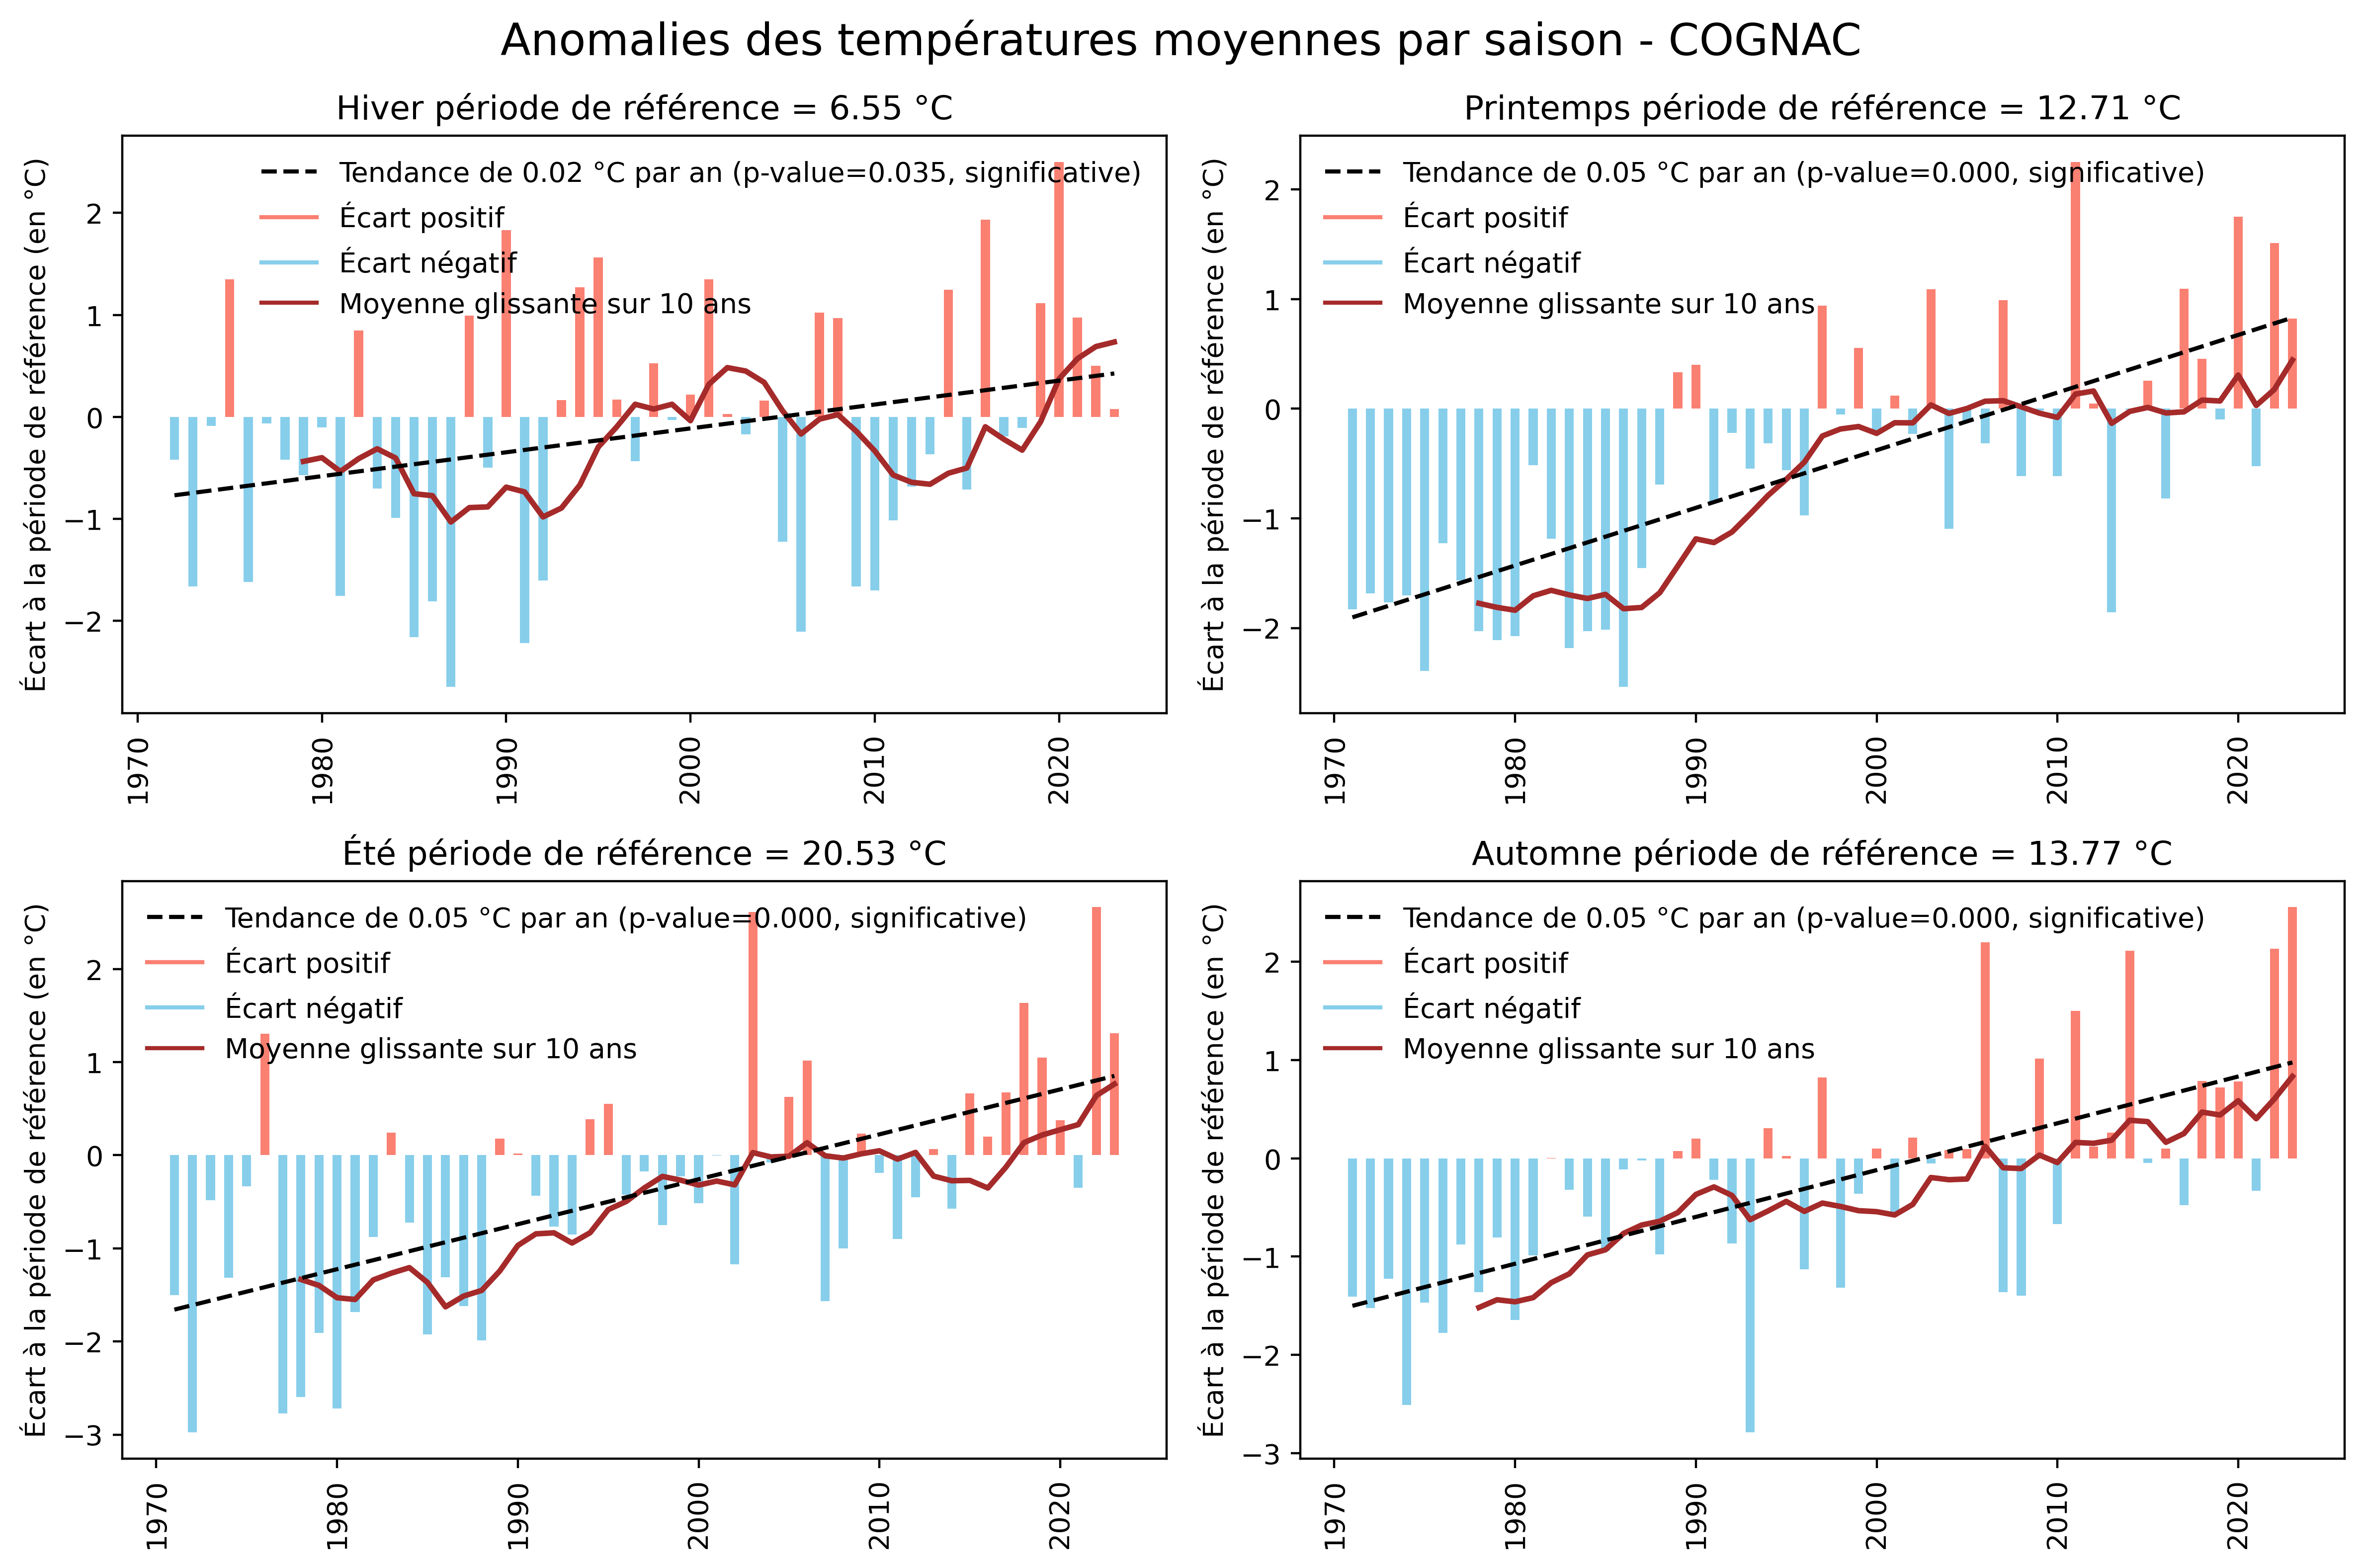 Anomalies des températures moyennes par saison - COGNAC
Hiver période de référence = 6.55 °C
Écart à la période de référence (en °C)
Tendance de 0.02 °C par an (p-value=0.035, significative)
Écart positif
Écart négatif
Moyenne glissante sur 10 ans
2
1
0
−1
−2
1970
1980
1990
2000
2010
2020
Printemps période de référence = 12.71 °C
Écart à la période de référence (en °C)
Tendance de 0.05 °C par an (p-value=0.000, significative)
Écart positif
Écart négatif
Moyenne glissante sur 10 ans
2
1
0
−1
−2
1970
1980
1990
2000
2010
2020
Été période de référence = 20.53 °C
Écart à la période de référence (en °C)
Tendance de 0.05 °C par an (p-value=0.000, significative)
Écart positif
Écart négatif
Moyenne glissante sur 10 ans
2
1
0
−1
−2
−3
1970
1980
1990
2000
2010
2020
Automne période de référence = 13.77 °C
Écart à la période de référence (en °C)
Tendance de 0.05 °C par an (p-value=0.000, significative)
Écart positif
Écart négatif
Moyenne glissante sur 10 ans
2
1
0
−1
−2
−3
1970
1980
1990
2000
2010
2020